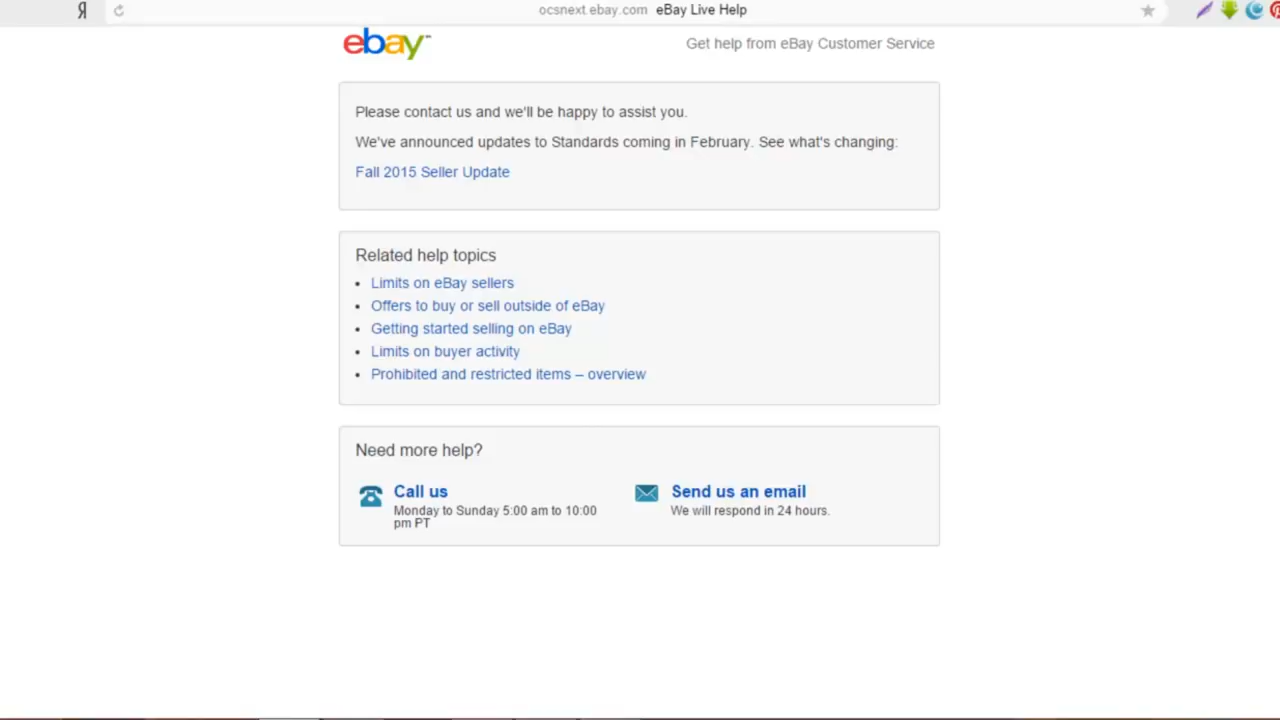 Я
ocsnext.ebay.com eBay Live Help
ebay™
Get help from eBay Customer Service
Please contact us and we'll be happy to assist you.
We've announced updates to Standards coming in February. See what's changing:
Fall 2015 Seller Update
Related help topics
• Limits on eBay sellers
• Offers to buy or sell outside of eBay
• Getting started selling on eBay
• Limits on buyer activity
• Prohibited and restricted items – overview
Need more help?
Call us
Monday to Sunday 5:00 am to 10:00
pm PT
Send us an email
We will respond in 24 hours.